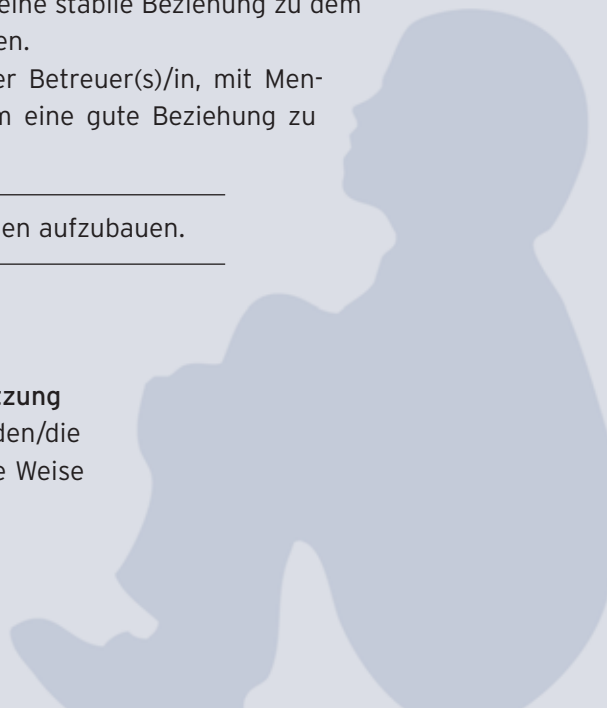 eine stabile Beziehung zu dem
en.
er Betreuer(s)/in, mit Men-
m eine gute Beziehung zu
en aufzubauen.
tzung
den/die
e Weise